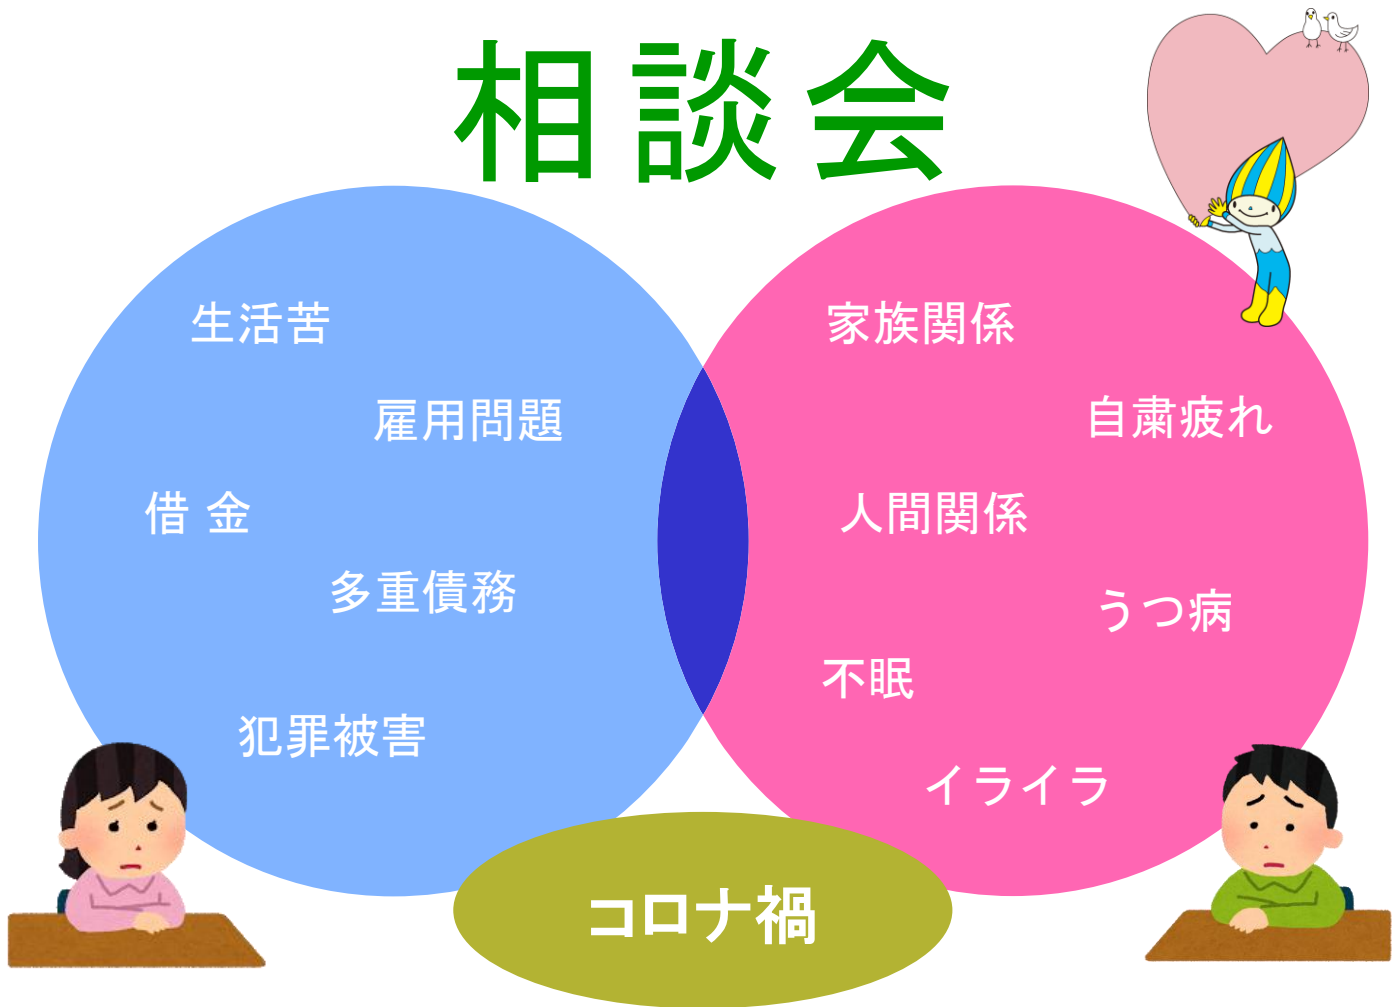 相談会
生活苦
雇用問題
借 金
多重債務
犯罪被害
家族関係
自粛疲れ
人間関係
うつ病
不眠
イライラ
コロナ禍